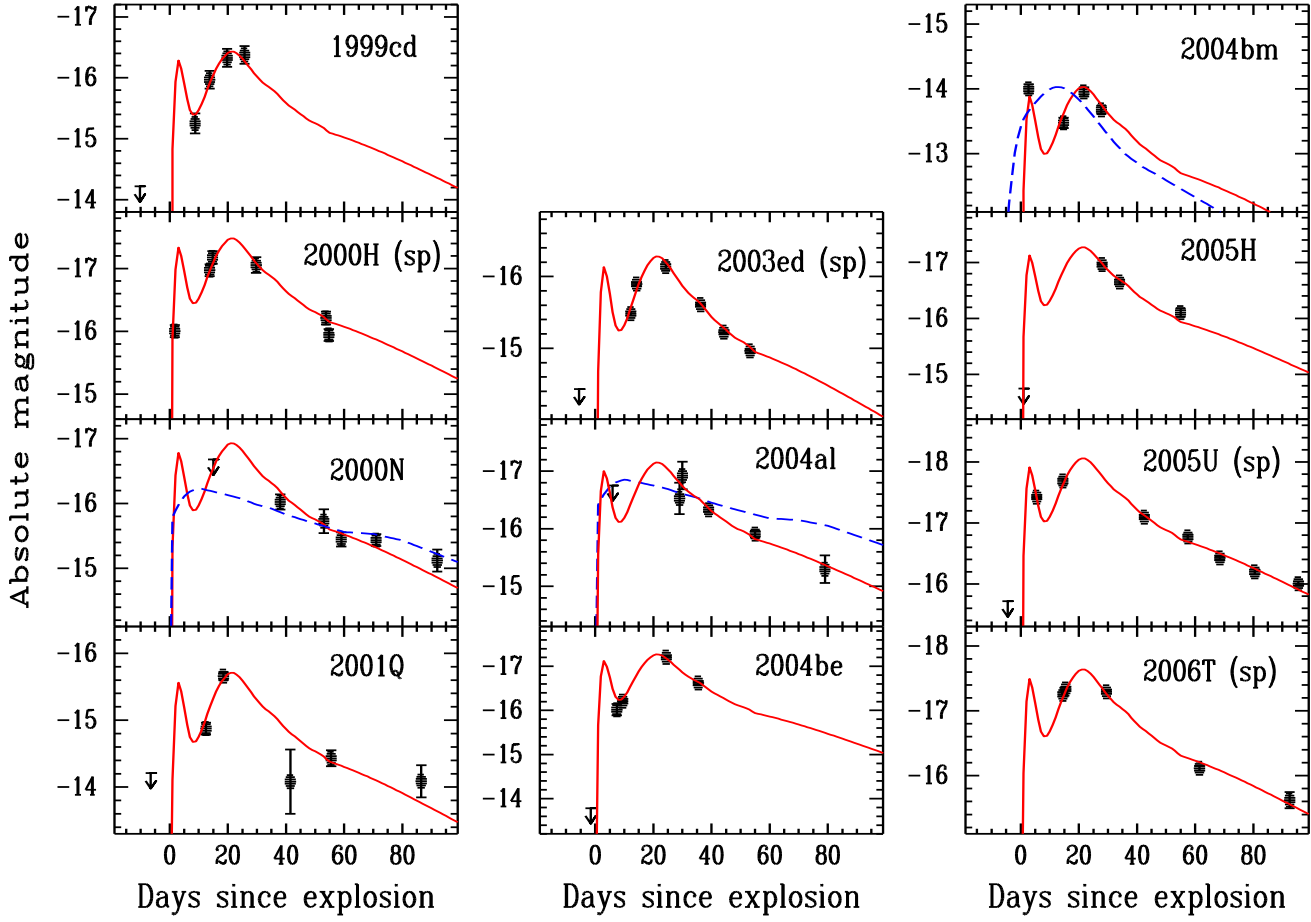 Absolute magnitude
1999cd
-17
-16
-15
-14
2000H (sp)
-17
-16
-15
2000N
-17
-16
-15
2001Q
-16
-15
-14
0 20 40 60 80
Days since explosion
2003ed (sp)
-16
-15
2004al
-17
-16
-15
2004be
-17
-16
-15
-14
0 20 40 60 80
Days since explosion
2004bm
-15
-14
-13
2005H
-17
-16
-15
2005U (sp)
-18
-17
-16
2006T (sp)
-18
-17
-16
0 20 40 60 80
Days since explosion